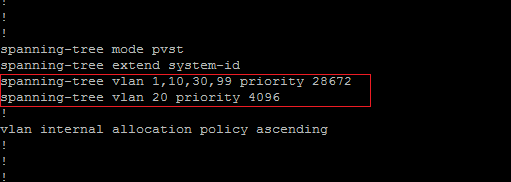 !
!
!
spanning-tree mode pvst
spanning-tree extend system-id
spanning-tree vlan 1,10,30,99 priority 28672
spanning-tree vlan 20 priority 4096
!
vlan internal allocation policy ascending
!
!
!